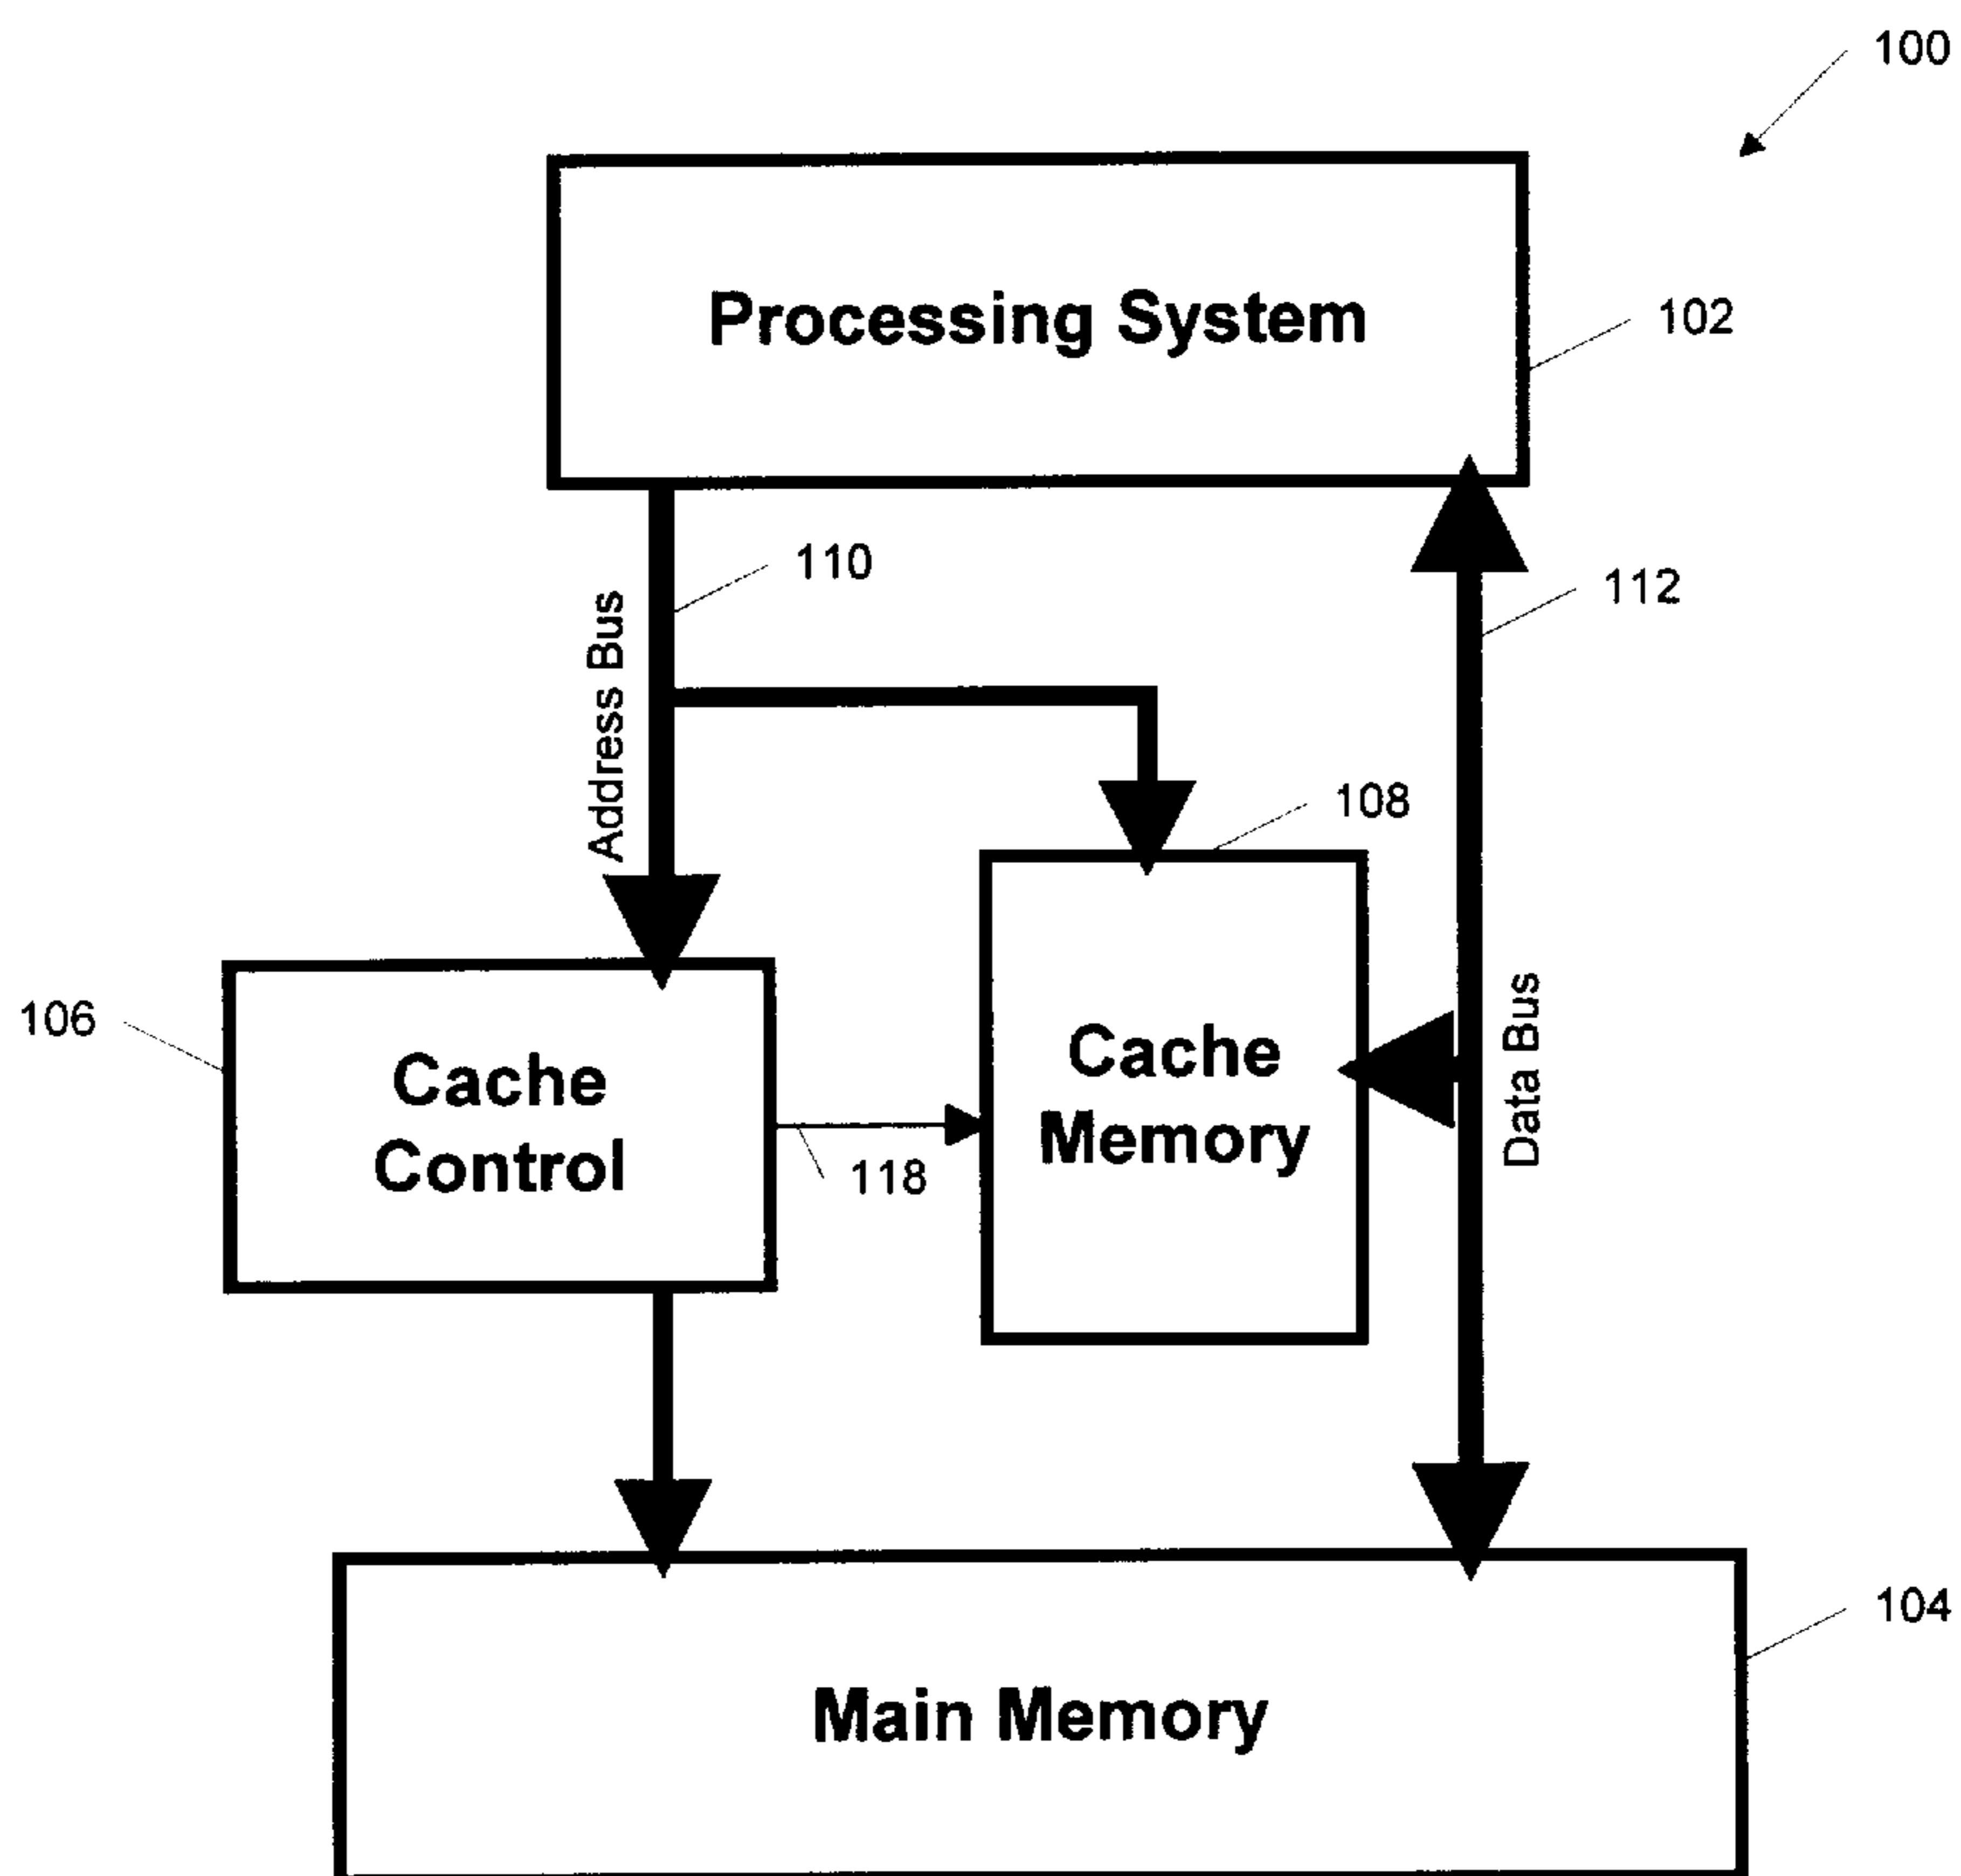 100
Processing System
102
110
112
Address Bus
108
106
Cache
Control
Cache
Memory
Data Bus
118
104
Main Memory